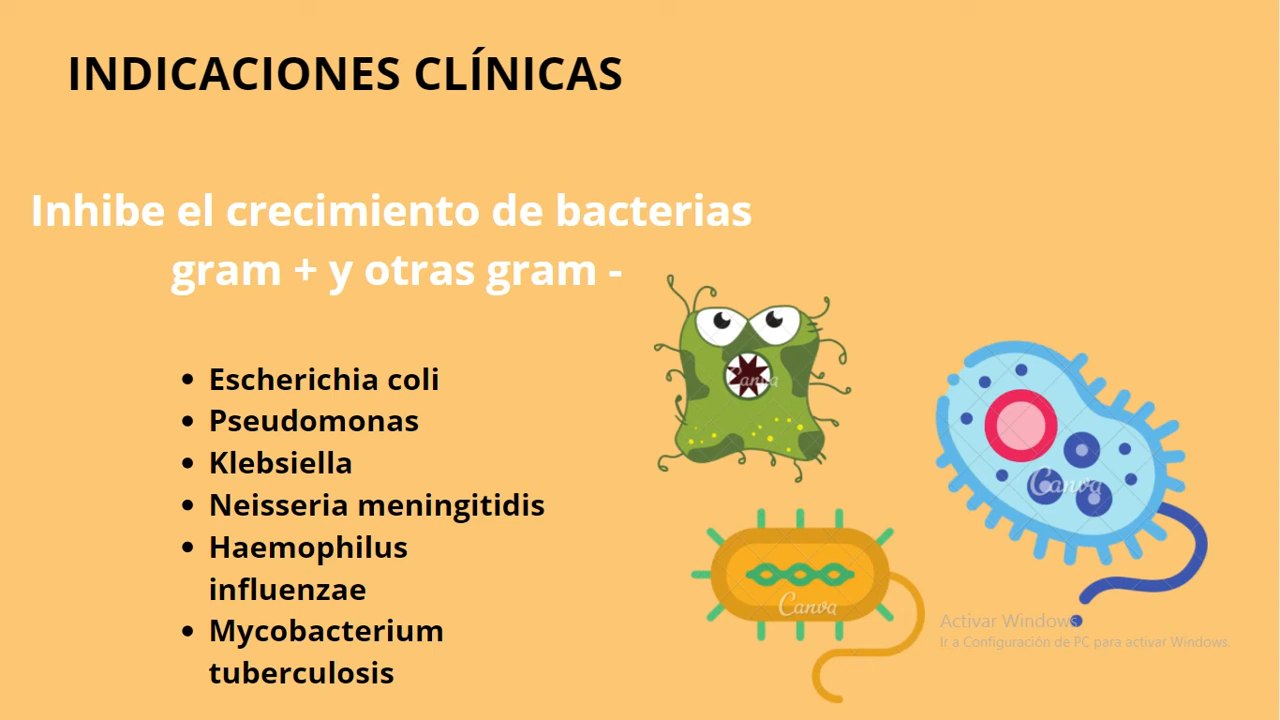 INDICACIONES CLÍNICAS
Inhibe el crecimiento de bacterias
gram + y otras gram -
Escherichia coli
Pseudomonas
Klebsiella
Neisseria meningitidis
Haemophilus
influenzae
Mycobacterium
tuberculosis
Canva
Canva
Canva
Activar Windows
Ir a Configuración de PC para activar Windows.